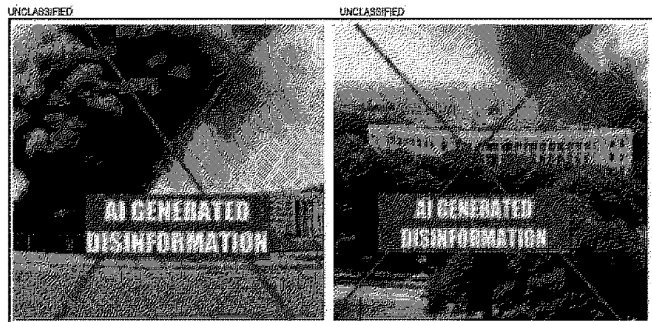 UNCLASSIFIED
UNCLASSIFIED
AI GENERATED
DISINFORMATION
AI GENERATED
DISINFORMATION